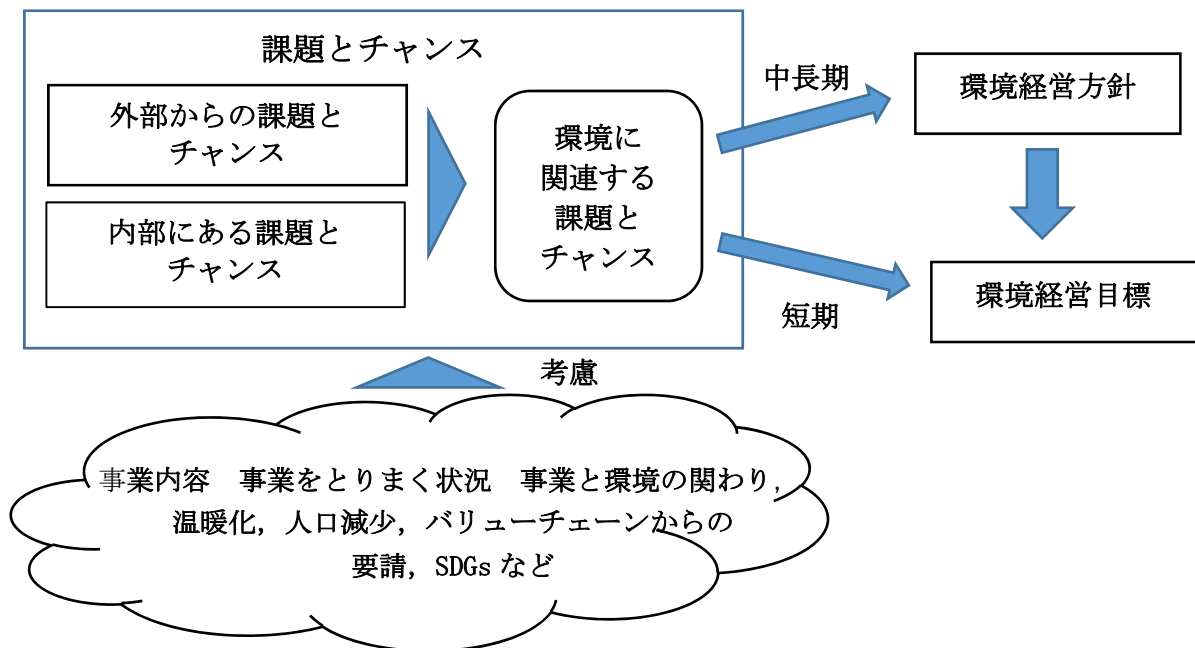 課題とチャンス
外部からの課題と
チャンス
内部にある課題と
チャンス
環境に
関連する
課題と
チャンス
中長期
環境経営方針
短期
環境経営目標
考慮
事業内容　事業をとりまく状況　事業と環境の関わり,
温暖化, 人口減少, バリューチェーンからの
要請, SDGs など